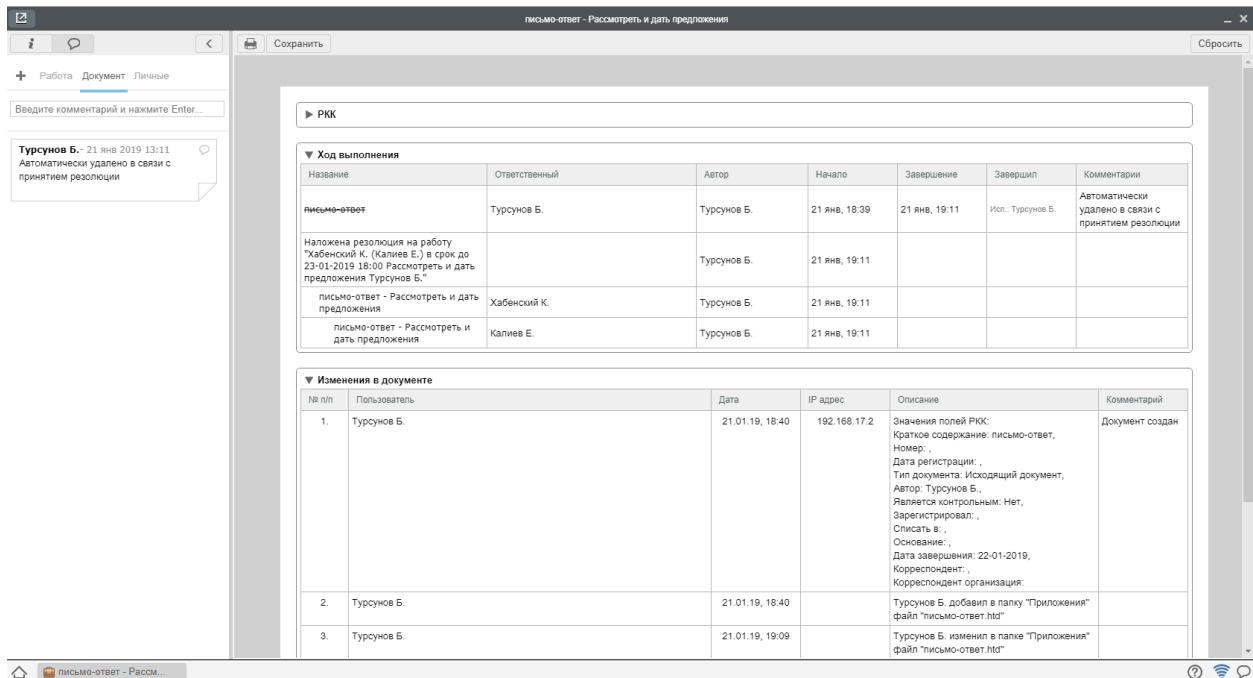 письмо-ответ - Рассмотреть и дать предложения
Сохранить
Сбросить
Работа Документ Личные
Введите комментарий и нажмите Enter...
Турсунов Б.- 21 янв 2019 13:11
Автоматически удалено в связи с
принятием резолюции
РКК
Ход выполнения
Название Ответственный Автор Начало Завершение Завершил Комментарии
письмо-ответ Турсунов Б. Турсунов Б. 21 янв, 18:39 21 янв, 19:11 Исп.: Турсунов Б.
Автоматически
удалено в связи с
принятием резолюции
Наложена резолюция на работу
"Хабенский К. (Калиев Е.) в срок до
23-01-2019 18:00 Рассмотреть и дать
предложения Турсунов Б."
Турсунов Б. 21 янв, 19:11
письмо-ответ - Рассмотреть и дать
предложения
Хабенский К. Турсунов Б. 21 янв, 19:11
письмо-ответ - Рассмотреть и
дать предложения
Калиев Е. Турсунов Б. 21 янв, 19:11
Изменения в документе
№ п/п Пользователь Дата IP адрес Описание Комментарий
1. Турсунов Б. 21.01.19, 18:40 192.168.17.2 Значения полей РКК: Документ создан
Краткое содержание: письмо-ответ,
Номер: ,
Дата регистрации: ,
Тип документа: Исходящий документ,
Автор: Турсунов Б.,
Является контрольным: Нет,
Зарегистрировал: ,
Списать в: ,
Основание: ,
Дата завершения: 22-01-2019,
Корреспондент: ,
Корреспондент организация:
2. Турсунов Б. 21.01.19, 18:40 Турсунов Б. добавил в папку "Приложения"
файл "письмо-ответ.htd"
3. Турсунов Б. 21.01.19, 19:09 Турсунов Б. изменил в папке "Приложения"
файл "письмо-ответ.htd"
письмо-ответ - Рассм...